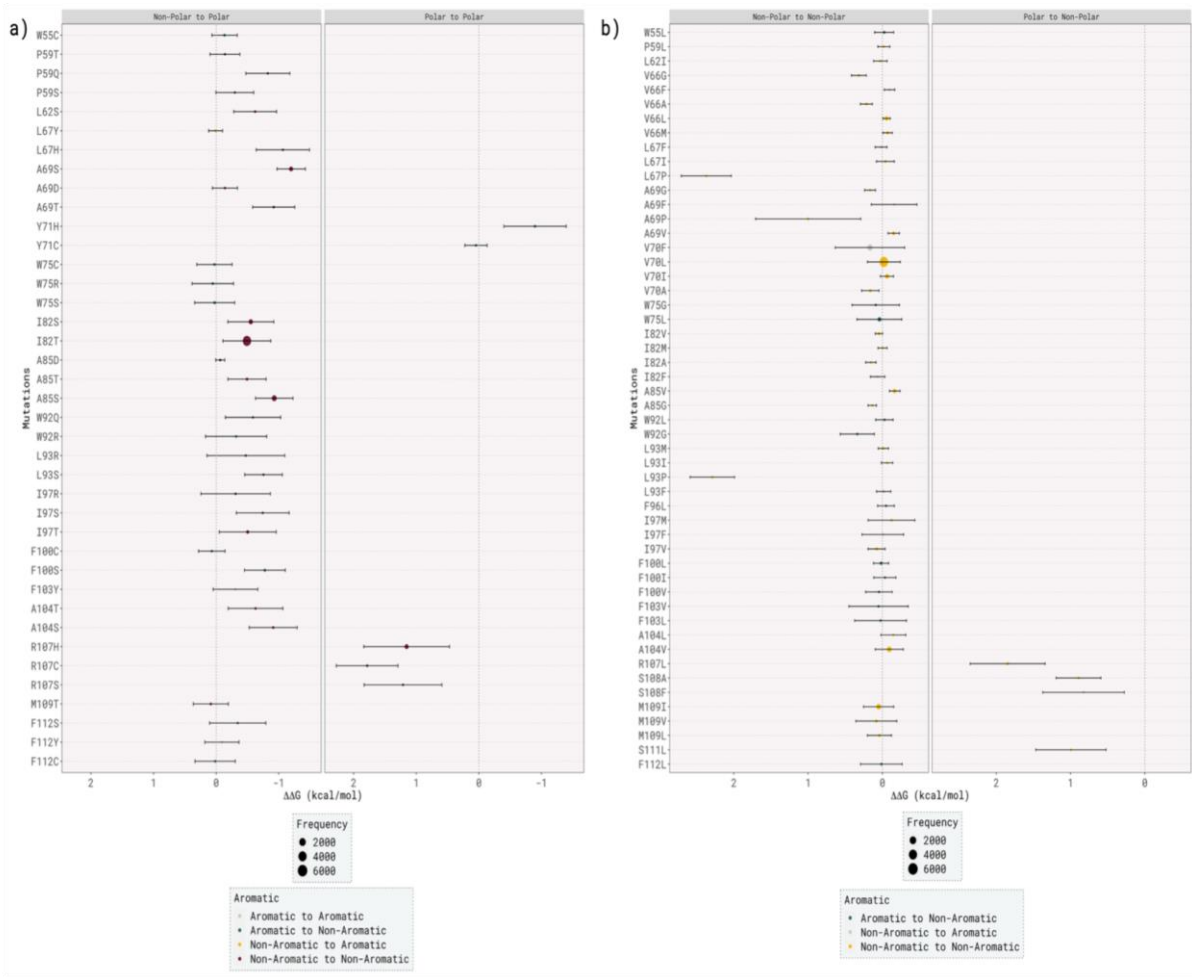 a)
Non-Polar to Polar
Polar to Polar
Mutations
W55C
P59T
P59Q
P59S
L62S
L67Y
L67H
A69S
A69D
A69T
Y71H
Y71C
W75C
W75R
W75S
I82S
I82T
A85D
A85T
A85S
W92Q
W92R
L93R
L93S
I97R
I97S
I97T
F100C
F100S
F103Y
A104T
A104S
R107H
R107C
R107S
M109T
F112S
F112Y
F112C
2 1 0 -1 2 1 0 -1
ΔΔG (kcal/mol)
Frequency
2000
4000
6000
Aromatic
Aromatic to Aromatic
Aromatic to Non-Aromatic
Non-Aromatic to Aromatic
Non-Aromatic to Non-Aromatic
b)
Non-Polar to Non-Polar
Polar to Non-Polar
Mutations
W55L
P59L
L62I
V66G
V66F
V66A
V66L
V66M
L67F
L67I
L67P
A69G
A69F
A69P
A69V
V70F
V70L
V70I
V70A
W75G
W75L
I82V
I82M
I82A
I82F
A85V
A85G
W92L
W92G
L93M
L93I
L93P
L93F
F96L
I97M
I97F
I97V
F100L
F100I
F100V
F103V
F103L
A104L
A104V
R107L
S108A
S108F
M109I
M109V
M109L
S111L
F112L
2 1 0 2 1 0
ΔΔG (kcal/mol)
Frequency
2000
4000
6000
Aromatic
Aromatic to Non-Aromatic
Non-Aromatic to Aromatic
Non-Aromatic to Non-Aromatic